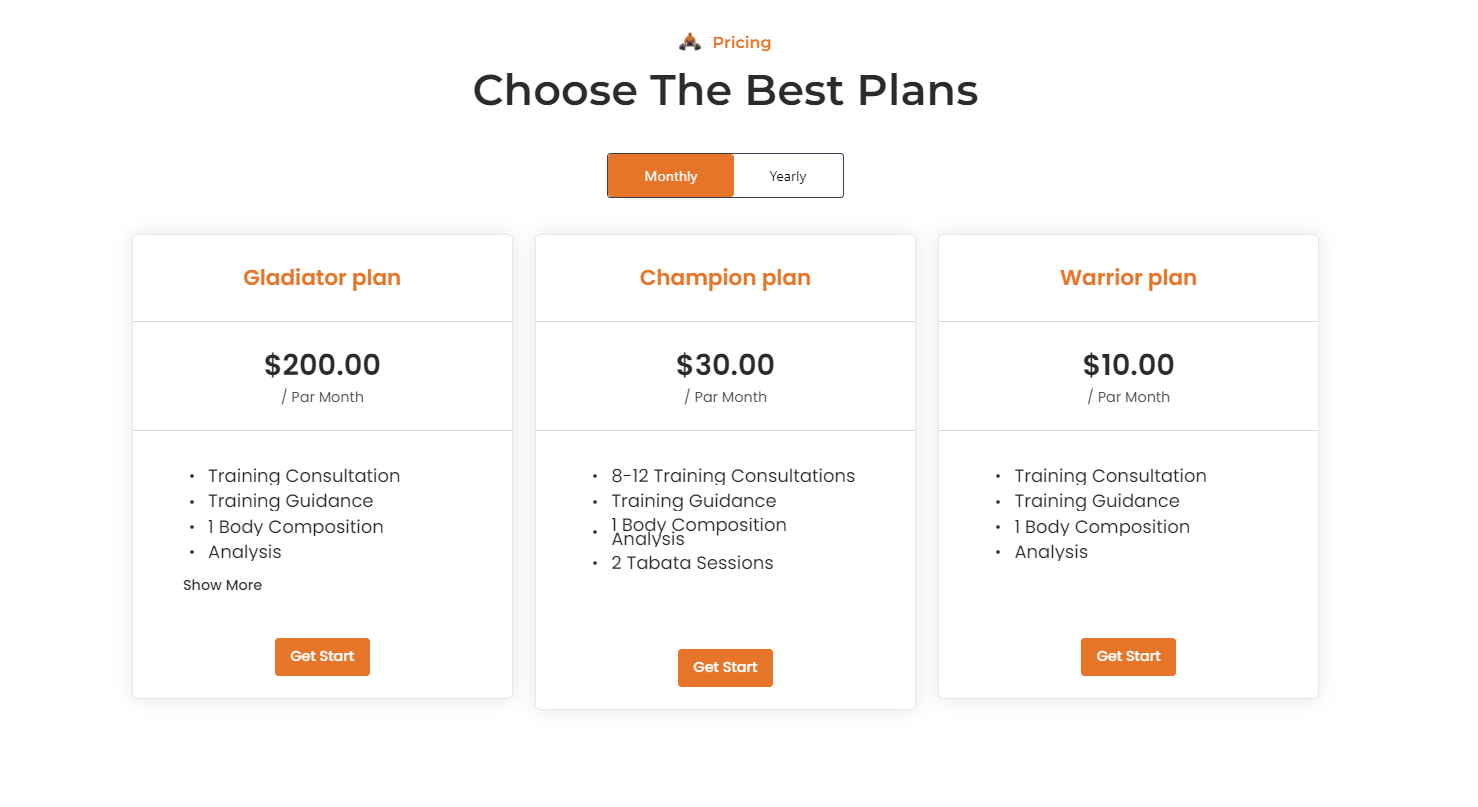 Pricing
Choose The Best Plans
Monthly
Yearly
Gladiator plan
$200.00
/ Par Month
• Training Consultation
• Training Guidance
• 1 Body Composition
• Analysis
Show More
Get Start
Champion plan
$30.00
/ Par Month
• 8-12 Training Consultations
• Training Guidance
• 1 Body Composition
Analysis
• 2 Tabata Sessions
Get Start
Warrior plan
$10.00
/ Par Month
• Training Consultation
• Training Guidance
• 1 Body Composition
• Analysis
Get Start